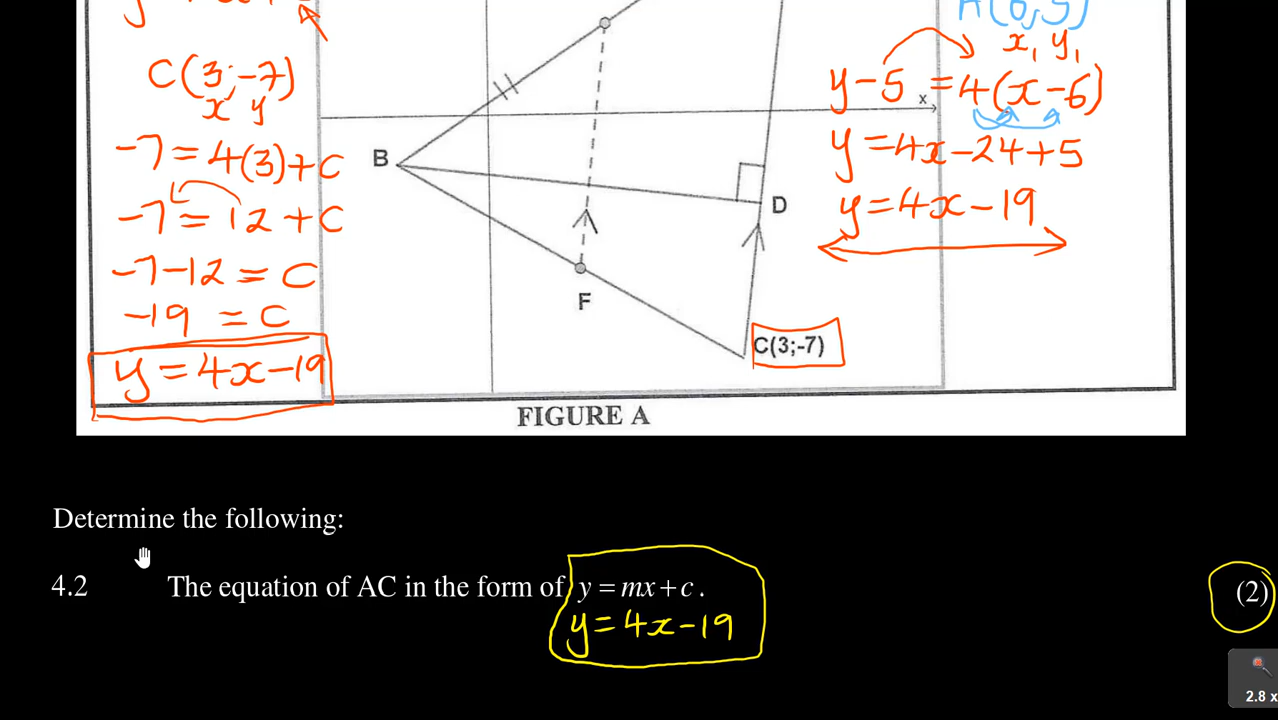 C(3;-7)
x y
-7=4(3)+C
-7=12+C
-7-12=C
-19=C
y=4x-19
B
D
F
x
C(3;-7)
A(6;5)
x₁ y₁
y-5=4(x-6)
y=4x-24+5
y=4x-19
FIGURE A
Determine the following:
4.2 The equation of AC in the form of y = mx + c . (2)
y=4x-19
2.8 x